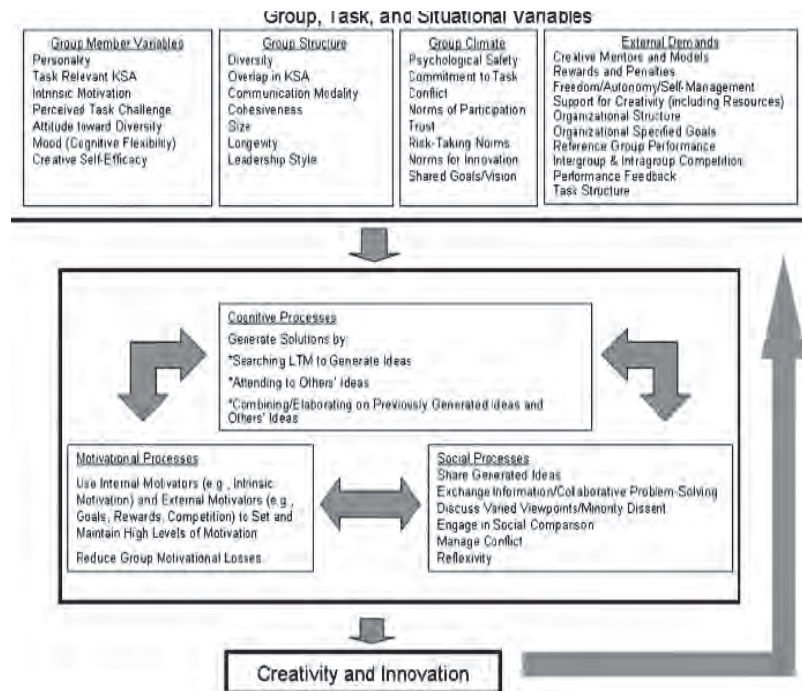 Group, Task, and Situational Variables
Group Member Variables
Personality
Task Relevant KSA
Intrinsic Motivation
Perceived Task Challenge
Attitude toward Diversity
Mood (Cognitive Flexibility)
Creative Self-Efficacy
Group Structure
Diversity
Overlap in KSA
Communication Modality
Cohesiveness
Size
Longevity
Leadership Style
Group Climate
Psychological Safety
Commitment to Task
Conflict
Norms of Participation
Trust
Risk-Taking Norms
Norms for Innovation
Shared Goals/Vision
External Demands
Creative Mentors and Models
Rewards and Penalties
Freedom/Autonomy/Self-Management
Support for Creativity (including Resources)
Organizational Structure
Organizational Specified Goals
Reference Group Performance
Intergroup & Intragroup Competition
Performance Feedback
Task Structure
Cognitive Processes
Generate Solutions by
*Searching LTM to Generate Ideas
*Attending to Others' Ideas
*Combining/Elaborating on Previously Generated Ideas and
Others' Ideas
Motivational Processes
Use Internal Motivators (e.g., Intrinsic
Motivation) and External Motivators (e.g.,
Goals, Rewards, Competition) to Set and
Maintain High Levels of Motivation
Reduce Group Motivational Losses
Social Processes
Share Generated Ideas
Exchange Information/Collaborative Problem-Solving
Discuss Varied Viewpoints/Minority Dissent
Engage in Social Comparison
Manage Conflict
Reflexivity
Creativity and Innovation